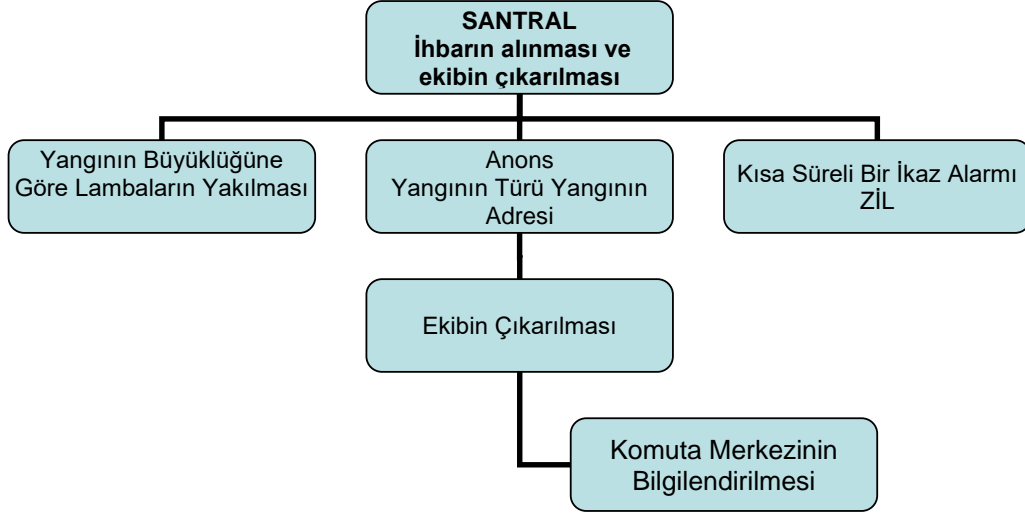 SANTRAL
İhbarın alınması ve
ekibin çıkarılması
Yangının Büyüklüğüne
Göre Lambaların Yakılması
Anons
Yangının Türü Yangının
Adresi
Kısa Süreli Bir İkaz Alarmı
ZİL
Ekibin Çıkarılması
Komuta Merkezinin
Bilgilendirilmesi